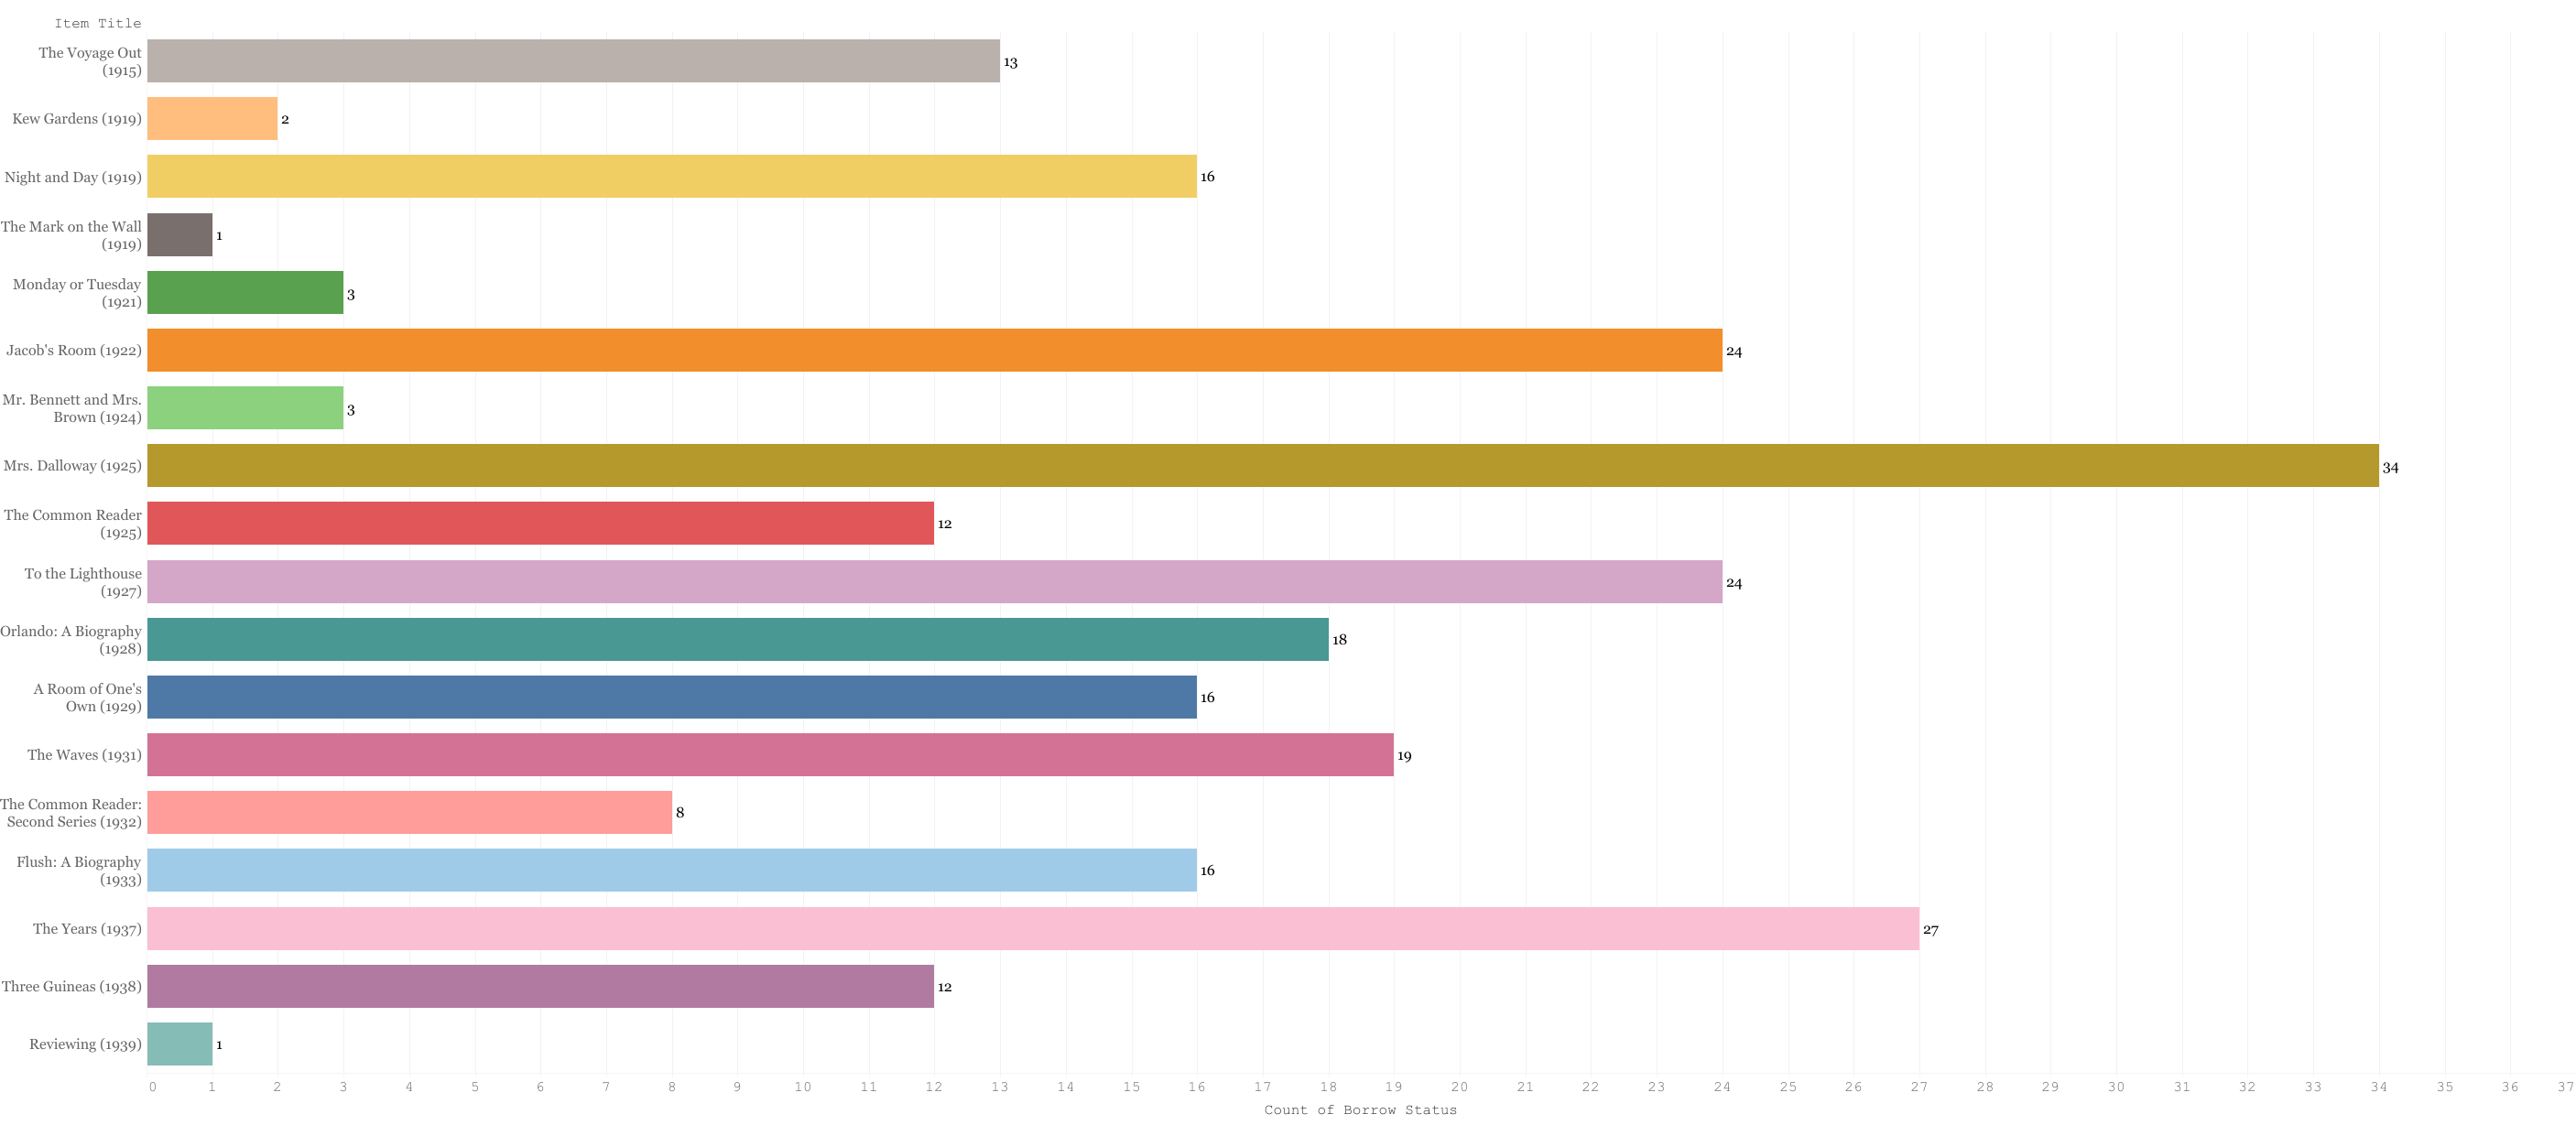 Item Title
The Voyage Out
(1915)
13
Kew Gardens (1919)
2
Night and Day (1919)
16
The Mark on the Wall
(1919)
1
Monday or Tuesday
(1921)
3
Jacob's Room (1922)
24
Mr. Bennett and Mrs.
Brown (1924)
3
Mrs. Dalloway (1925)
34
The Common Reader
(1925)
12
To the Lighthouse
(1927)
24
Orlando: A Biography
(1928)
18
A Room of One's
Own (1929)
16
The Waves (1931)
19
The Common Reader:
Second Series (1932)
8
Flush: A Biography
(1933)
16
The Years (1937)
27
Three Guineas (1938)
12
Reviewing (1939)
1
0 1 2 3 4 5 6 7 8 9 10 11 12 13 14 15 16 17 18 19 20 21 22 23 24 25 26 27 28 29 30 31 32 33 34 35 36 37
Count of Borrow Status